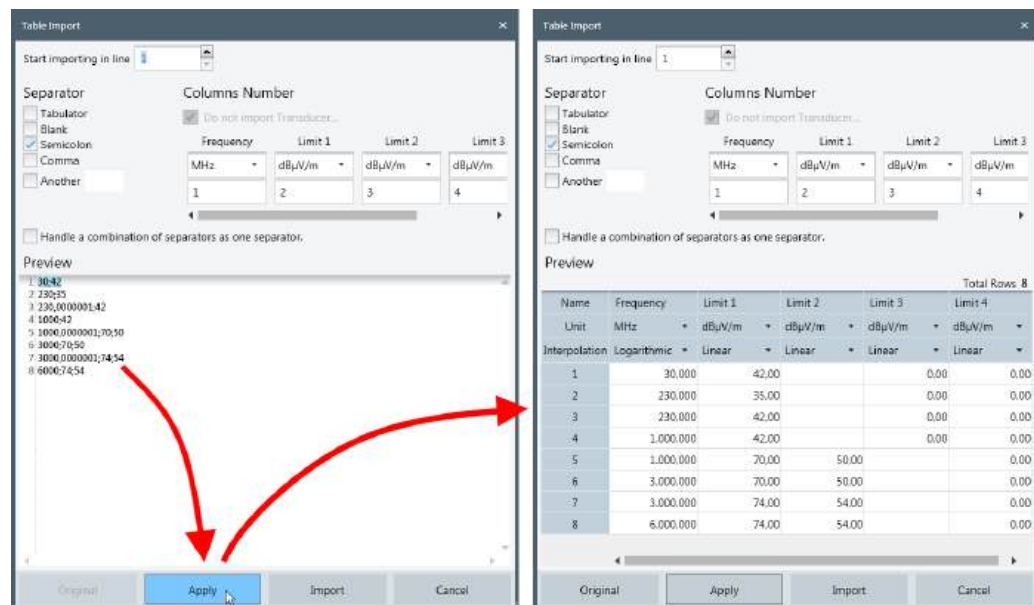 Table Import
Start importing in line 1
Separator
Columns Number
Tabulator
Do not import Transducer...
Blank
Semicolon
Frequency Limit 1 Limit 2 Limit 3
Comma
MHz dBµV/m dBµV/m dBµV/m
Another
1 2 3 4
Handle a combination of separators as one separator.
Preview
1 30;42
2 230;35
3 230,0000001;42
4 1000;42
5 1000,0000001;70;50
6 3000;70;50
7 3000,0000001;74;54
8 6000;74;54
Original Apply Import Cancel
Table Import
Start importing in line 1
Separator
Columns Number
Tabulator
Do not import Transducer...
Blank
Semicolon
Frequency Limit 1 Limit 2 Limit 3
Comma
MHz dBµV/m dBµV/m dBµV/m
Another
1 2 3 4
Handle a combination of separators as one separator.
Preview
Total Rows 8
Name Frequency Limit 1 Limit 2 Limit 3 Limit 4
Unit MHz dBµV/m dBµV/m dBµV/m dBµV/m
Interpolation Logarithmic Linear Linear Linear Linear
1 30,000 42,00 0.00 0.00
2 230.000 35,00 0.00 0.00
3 230.000 42,00 0.00 0.00
4 1.000.000 42,00 0.00 0.00
5 1.000.000 70,00 50.00 0.00
6 3.000.000 70,00 50.00 0.00
7 3.000.000 74,00 54.00 0.00
8 6.000.000 74,00 54.00 0.00
Original Apply Import Cancel